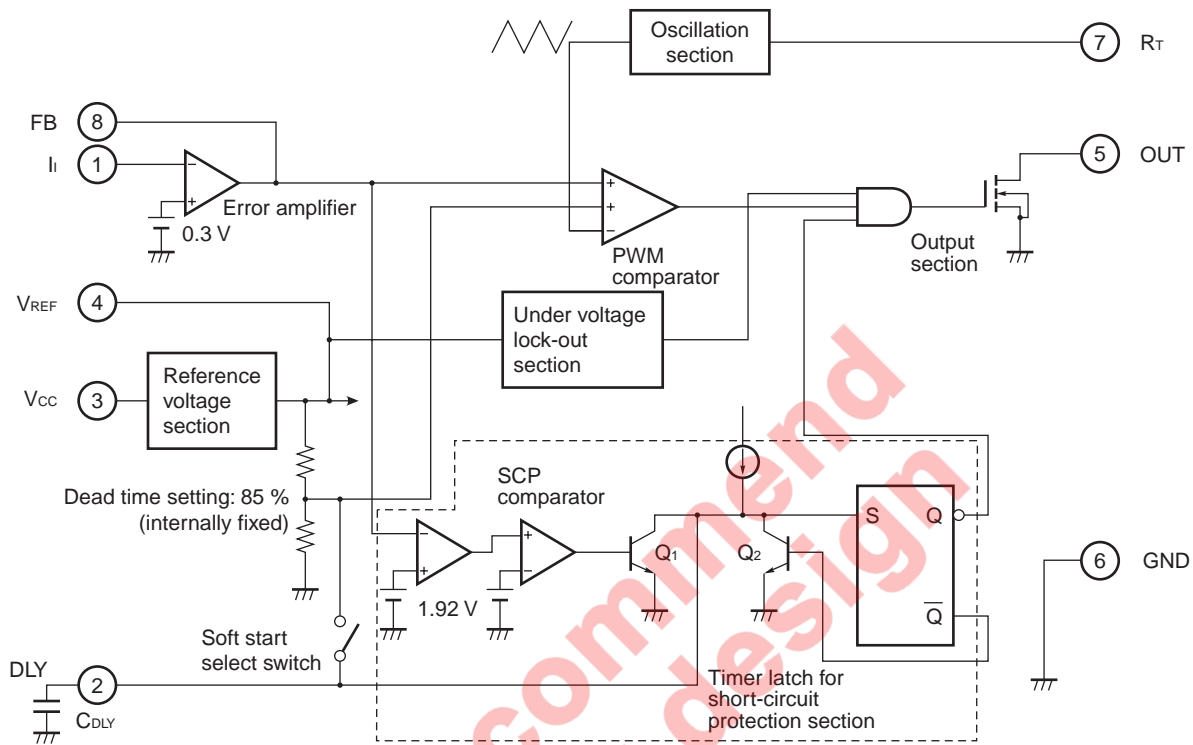 Oscillation
section
7
RT
FB
8
II
1
5
OUT
Error amplifier
0.3 V
PWM
comparator
Output
section
VREF
4
Under voltage
lock-out
section
VCC
3
Reference
voltage
section
Dead time setting: 85 %
(internally fixed)
SCP
comparator
1.92 V
Q1
Q2
S
Q
Q
6
GND
Soft start
select switch
DLY
2
CDLY
Timer latch for
short-circuit
protection section
commend
design